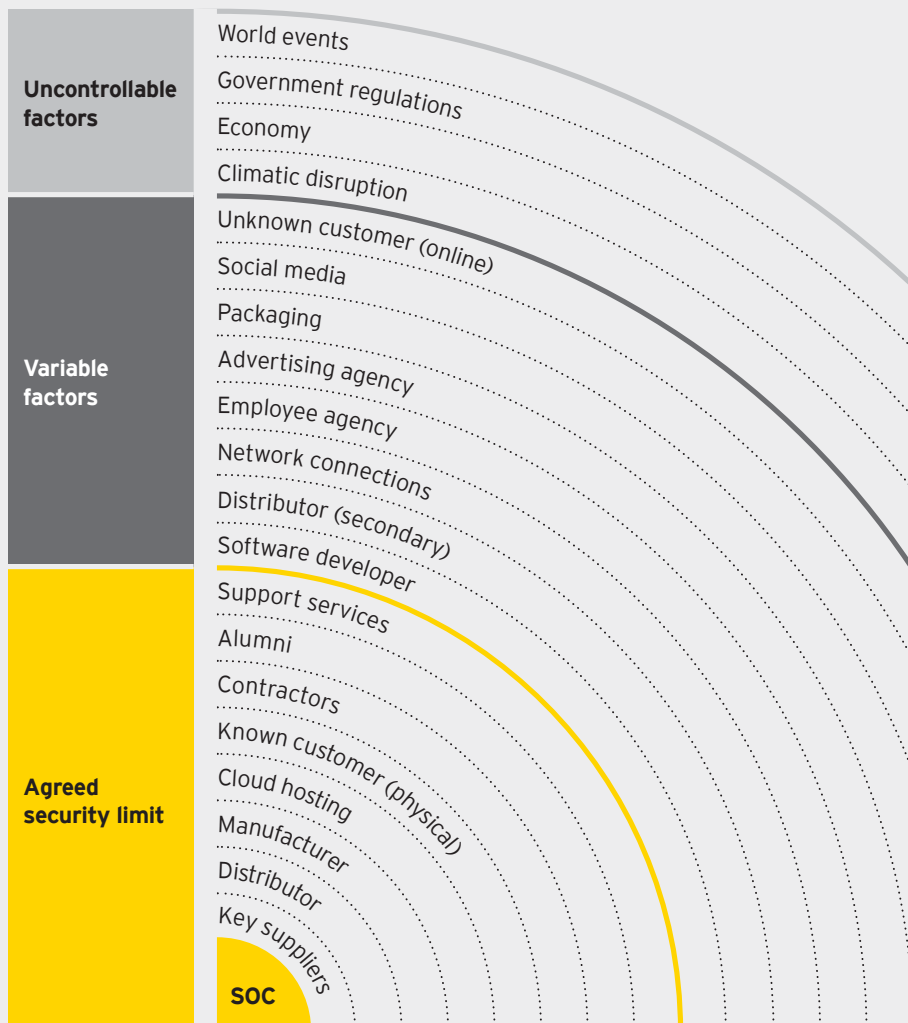 Uncontrollable
factors
World events
Government regulations
Economy
Climatic disruption
Variable
factors
Unknown customer (online)
Social media
Packaging
Advertising agency
Employee agency
Network connections
Distributor (secondary)
Software developer
Agreed
security limit
Support services
Alumni
Contractors
Known customer (physical)
Cloud hosting
Manufacturer
Distributor
Key suppliers
SOC